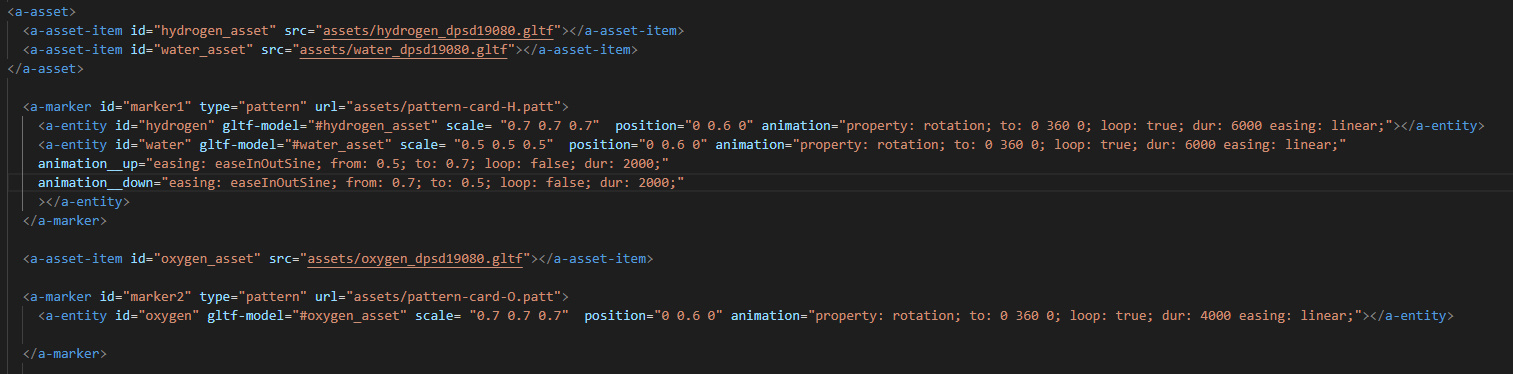 <a-asset>
<a-asset-item id="hydrogen_asset" src="assets/hydrogen_dpsd19080.gltf"></a-asset-item>
<a-asset-item id="water_asset" src="assets/water_dpsd19080.gltf"></a-asset-item>
</a-asset>
<a-marker id="marker1" type="pattern" url="assets/pattern-card-H.patt">
<a-entity id="hydrogen" gltf-model="#hydrogen_asset" scale= "0.7 0.7 0.7"  position="0 0.6 0" animation="property: rotation; to: 0 360 0; loop: true; dur: 6000 easing: linear;"></a-entity>
<a-entity id="water" gltf-model="#water_asset" scale= "0.5 0.5 0.5"  position="0 0.6 0" animation="property: rotation; to: 0 360 0; loop: true; dur: 6000 easing: linear;"
animation__up="easing: easeInOutSine; from: 0.5; to: 0.7; loop: false; dur: 2000;"
animation__down="easing: easeInOutSine; from: 0.7; to: 0.5; loop: false; dur: 2000;"
></a-entity>
</a-marker>
<a-asset-item id="oxygen_asset" src="assets/oxygen_dpsd19080.gltf"></a-asset-item>
<a-marker id="marker2" type="pattern" url="assets/pattern-card-O.patt">
<a-entity id="oxygen" gltf-model="#oxygen_asset" scale= "0.7 0.7 0.7"  position="0 0.6 0" animation="property: rotation; to: 0 360 0; loop: true; dur: 4000 easing: linear;"></a-entity>
</a-marker>